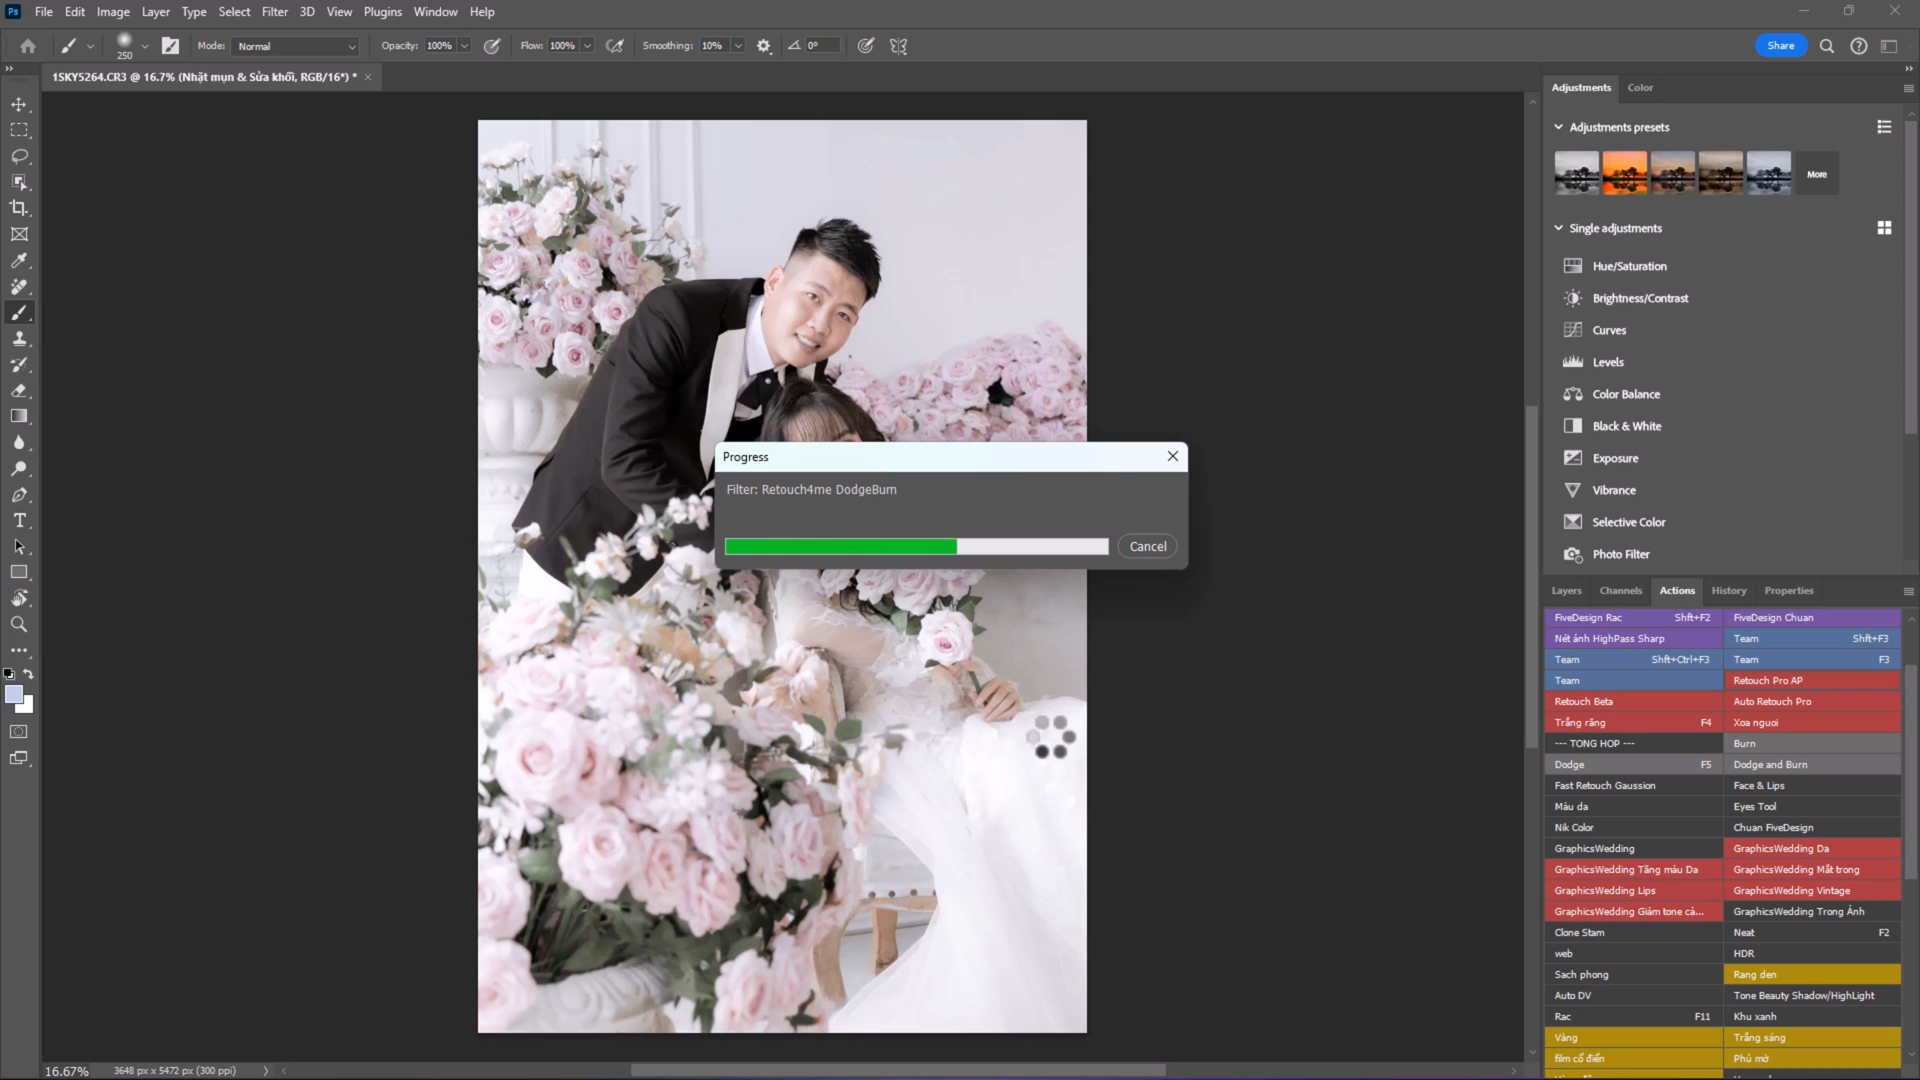 Ps File Edit Image Layer Type Select Filter 3D View Plugins Window Help
250 Mode: Normal Opacity: 100% Flow: 100% Smoothing: 10% 0° Share
1SKY5264.CR3 @ 16.7% (Nhặt mụn & Sửa khối, RGB/16*) * ×
Adjustments Color
Adjustments presets
More
Single adjustments
Hue/Saturation
Brightness/Contrast
Curves
Levels
Color Balance
Black & White
Exposure
Vibrance
Selective Color
Photo Filter
Progress
Filter: Retouch4me DodgeBurn
Cancel
Layers Channels Actions History Properties
FiveDesign Rac Shft+F2 FiveDesign Chuan
Nét ảnh HighPass Sharp Team Shft+F3
Team Shft+Ctrl+F3 Team F3
Team Retouch Pro AP
Retouch Beta Auto Retouch Pro
Trắng răng F4 Xoa nguoi
--- TONG HOP --- Burn
Dodge F5 Dodge and Burn
Fast Retouch Gaussion Face & Lips
Màu da Eyes Tool
Nik Color Chuan FiveDesign
GraphicsWedding GraphicsWedding Da
GraphicsWedding Tăng màu Da GraphicsWedding Mắt trong
GraphicsWedding Lips GraphicsWedding Vintage
GraphicsWedding Giảm tone cả... GraphicsWedding Trong Ảnh
Clone Stam Neat F2
web HDR
Sach phong Rang den
Auto DV Tone Beauty Shadow/HighLight
Rac F11 Khu xanh
Vàng Trắng sáng
film cổ điển Phủ mờ
16.67% 3648 px x 5472 px (300 ppi)